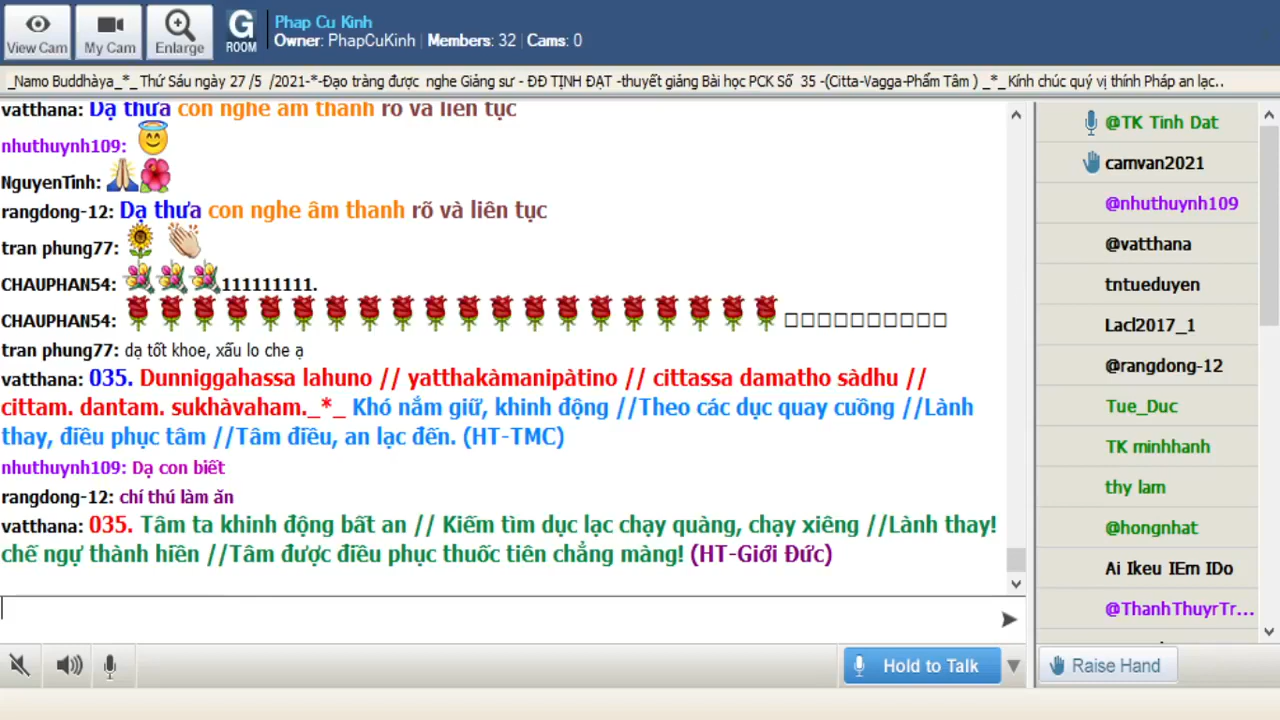 View Cam
My Cam
Enlarge
G
ROOM
Phap Cu Kinh
Owner: PhapCuKinh | Members: 32 | Cams: 0
_Namo Buddhàya_*_ Thứ Sáu ngày 27 /5 /2021-*-Đạo tràng được nghe Giảng sư - ĐĐ TỊNH ĐẠT -thuyết giảng Bài học PCK Số 35 -(Citta-Vagga-Phẩm Tâm ) _*_Kính chúc quý vị thính Pháp an lạc..
vatthana: Dạ thưa con nghe âm thanh rõ và liên tục
nhuthuynh109:
NguyenTinh:
rangdong-12: Dạ thưa con nghe âm thanh rõ và liên tục
tran phung77:
CHAUPHAN54: 111111111.
CHAUPHAN54:
tran phung77: dạ tốt khoe, xấu lo che ạ
vatthana: 035. Dunniggahassa lahuno // yatthakàmanipàtino // cittassa damatho sàdhu //
cittam. dantam. sukhàvaham._*_ Khó nắm giữ, khinh động //Theo các dục quay cuồng //Lành
thay, điều phục tâm //Tâm điều, an lạc đến. (HT-TMC)
nhuthuynh109: Dạ con biết
rangdong-12: chí thú làm ăn
vatthana: 035. Tâm ta khinh động bất an // Kiếm tìm dục lạc chạy quàng, chạy xiêng //Lành thay!
chế ngự thành hiền //Tâm được điều phục thuốc tiên chẳng màng! (HT-Giới Đức)
Hold to Talk
@TK Tinh Dat
camvan2021
@nhuthuynh109
@vatthana
tntueduyen
Lacl2017_1
@rangdong-12
Tue_Duc
TK minhhanh
thy lam
@hongnhat
Ai Ikeu IEm IDo
@ThanhThuyrTr...
Raise Hand